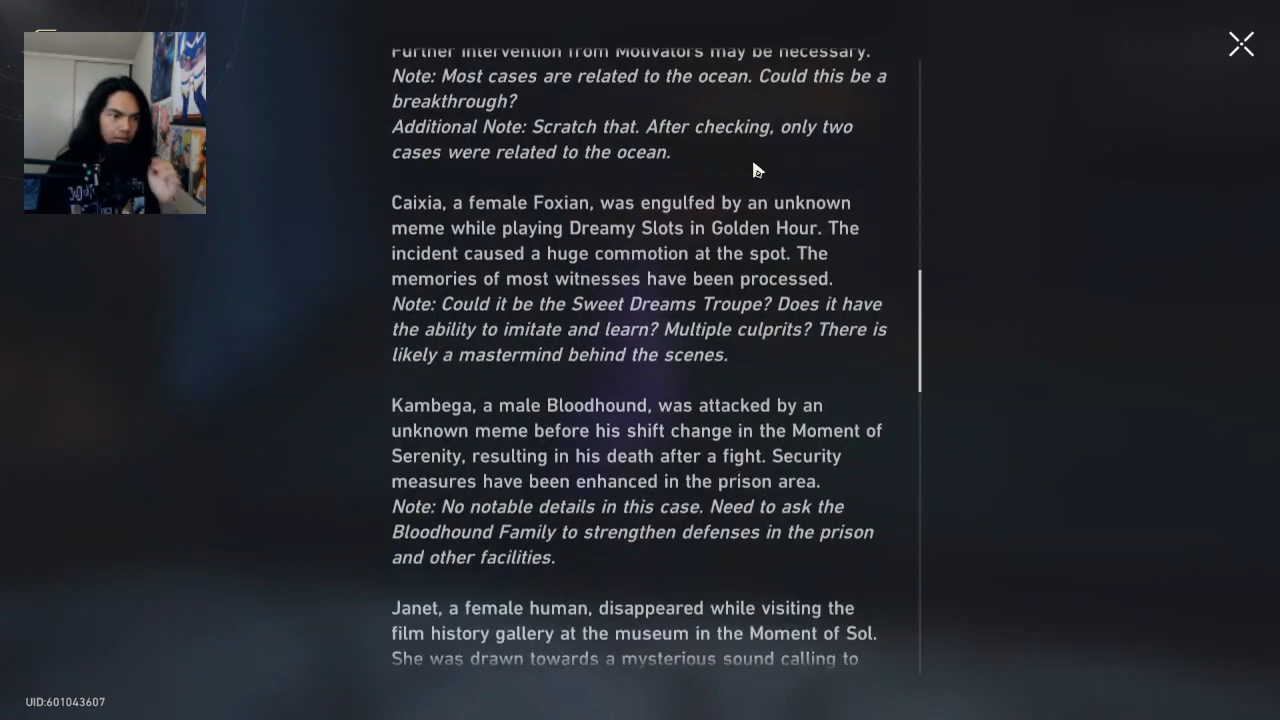 Further intervention from Motivators may be necessary.
Note: Most cases are related to the ocean. Could this be a
breakthrough?
Additional Note: Scratch that. After checking, only two
cases were related to the ocean.
Caixia, a female Foxian, was engulfed by an unknown
meme while playing Dreamy Slots in Golden Hour. The
incident caused a huge commotion at the spot. The
memories of most witnesses have been processed.
Note: Could it be the Sweet Dreams Troupe? Does it have
the ability to imitate and learn? Multiple culprits? There is
likely a mastermind behind the scenes.
Kambega, a male Bloodhound, was attacked by an
unknown meme before his shift change in the Moment of
Serenity, resulting in his death after a fight. Security
measures have been enhanced in the prison area.
Note: No notable details in this case. Need to ask the
Bloodhound Family to strengthen defenses in the prison
and other facilities.
Janet, a female human, disappeared while visiting the
film history gallery at the museum in the Moment of Sol.
She was drawn towards a mysterious sound calling to
UID:601043607